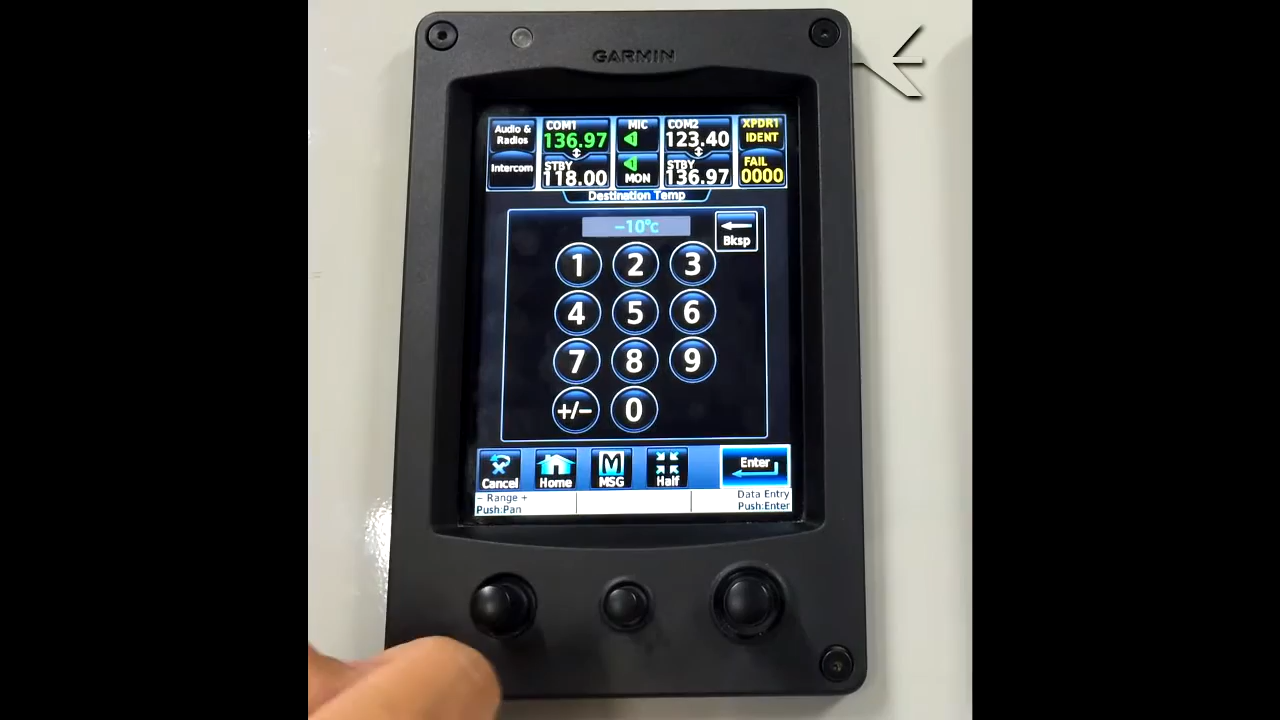 GARMIN
Audio & Radios
COM1
136.97
MIC
1
COM2
123.40
XPDR1
IDENT
Intercom
STBY
118.00
1
MON
STBY
136.97
FAIL
0000
Destination Temp
−10°C
Bksp
1 2 3
4 5 6
7 8 9
+/− 0
Cancel
Home
MSG
Half
Enter
− Range +
Push:Pan
Data Entry
Push:Enter